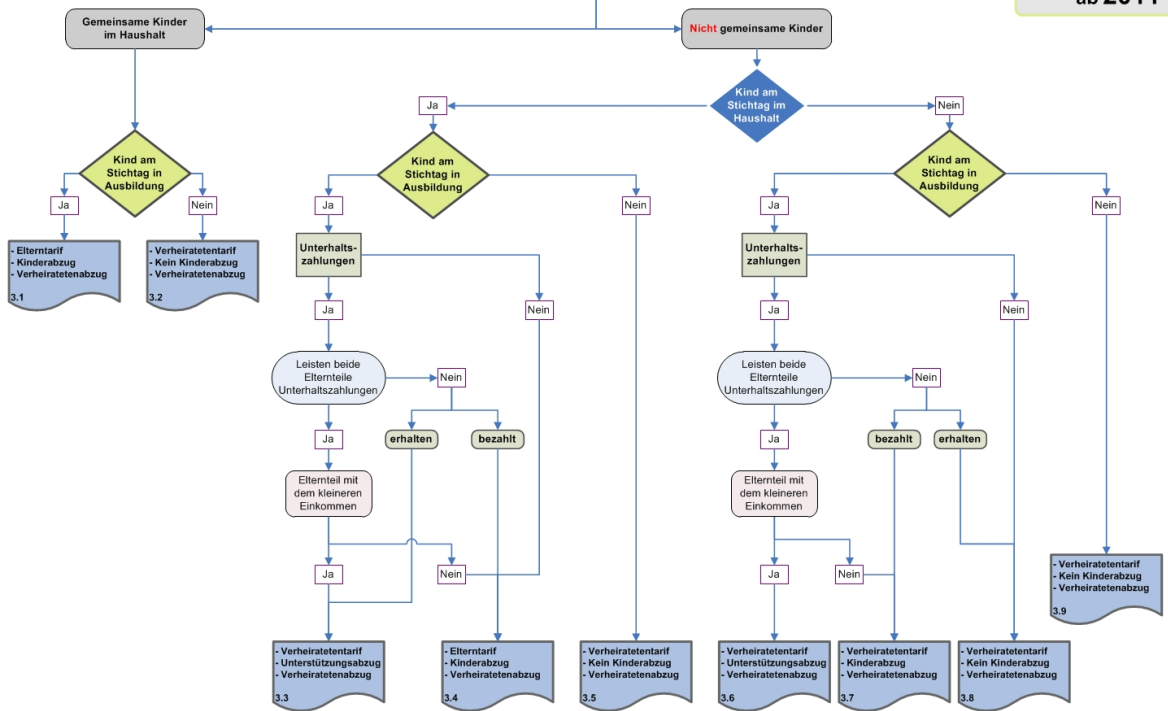 ab 2011
Gemeinsame Kinder
im Haushalt
Nicht gemeinsame Kinder
Kind am
Stichtag im
Haushalt
Ja
Nein
Kind am
Stichtag in
Ausbildung
Kind am
Stichtag in
Ausbildung
Kind am
Stichtag in
Ausbildung
Ja
Nein
Ja
Nein
Ja
Nein
- Elterntarif
- Kinderabzug
- Verheiratetenabzug
3.1
- Verheiratetentarif
- Kein Kinderabzug
- Verheiratetenabzug
3.2
Unterhalts-
zahlungen
Unterhalts-
zahlungen
Ja
Nein
Ja
Nein
Leisten beide
Elternteile
Unterhaltszahlungen
Nein
Leisten beide
Elternteile
Unterhaltszahlungen
Nein
Ja
erhalten
bezahlt
Ja
bezahlt
erhalten
Elternteil mit
dem kleineren
Einkommen
Elternteil mit
dem kleineren
Einkommen
Ja
Nein
Ja
Nein
- Verheiratetentarif
- Kein Kinderabzug
- Verheiratetenabzug
3.9
- Verheiratetentarif
- Unterstützungsabzug
- Verheiratetenabzug
3.3
- Elterntarif
- Kinderabzug
- Verheiratetenabzug
3.4
- Verheiratetentarif
- Kein Kinderabzug
- Verheiratetenabzug
3.5
- Verheiratetentarif
- Unterstützungsabzug
- Verheiratetenabzug
3.6
- Verheiratetentarif
- Kinderabzug
- Verheiratetenabzug
3.7
- Verheiratetentarif
- Kein Kinderabzug
- Verheiratetenabzug
3.8